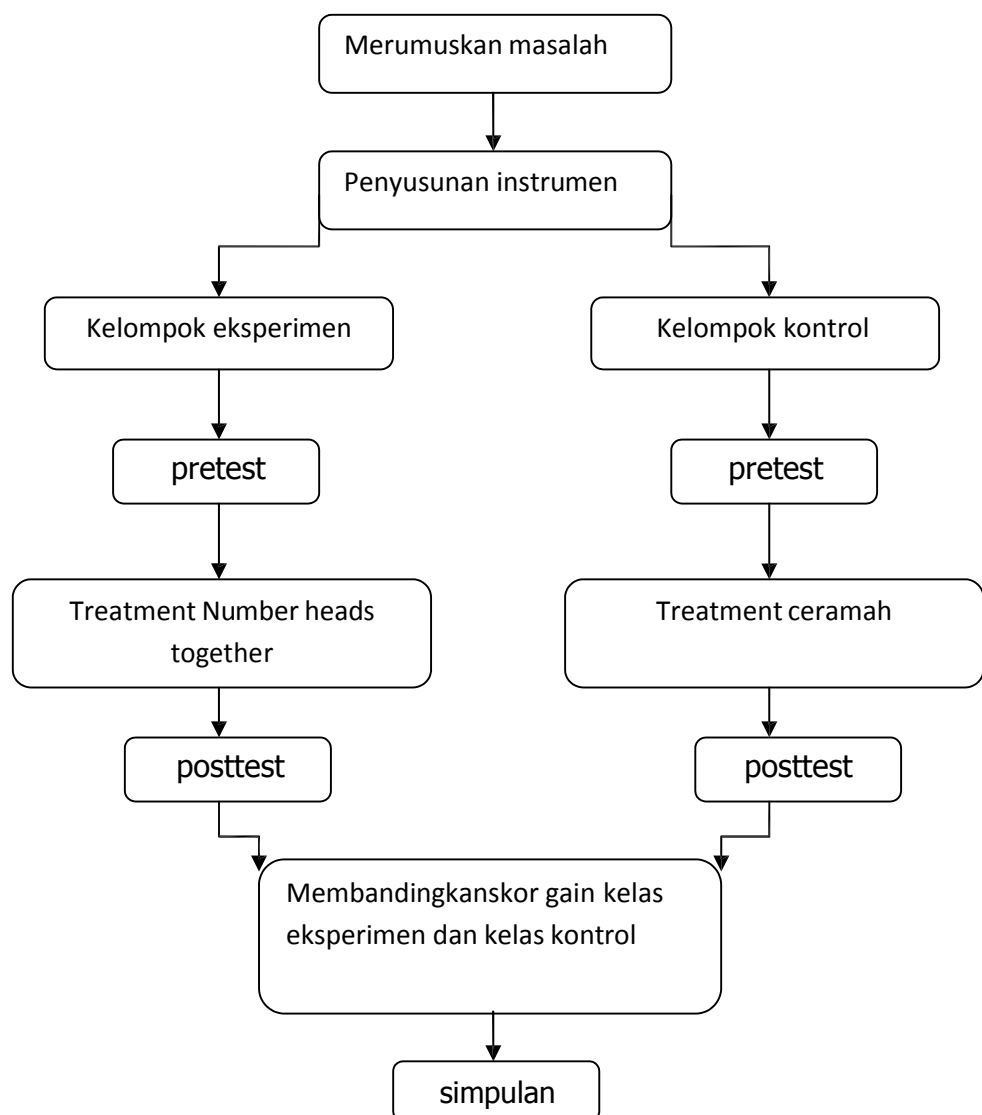 Merumuskan masalah
Penyusunan instrumen
Kelompok eksperimen
Kelompok kontrol
pretest
pretest
Treatment Number heads
together
Treatment ceramah
posttest
posttest
Membandingkanskor gain kelas
eksperimen dan kelas kontrol
simpulan